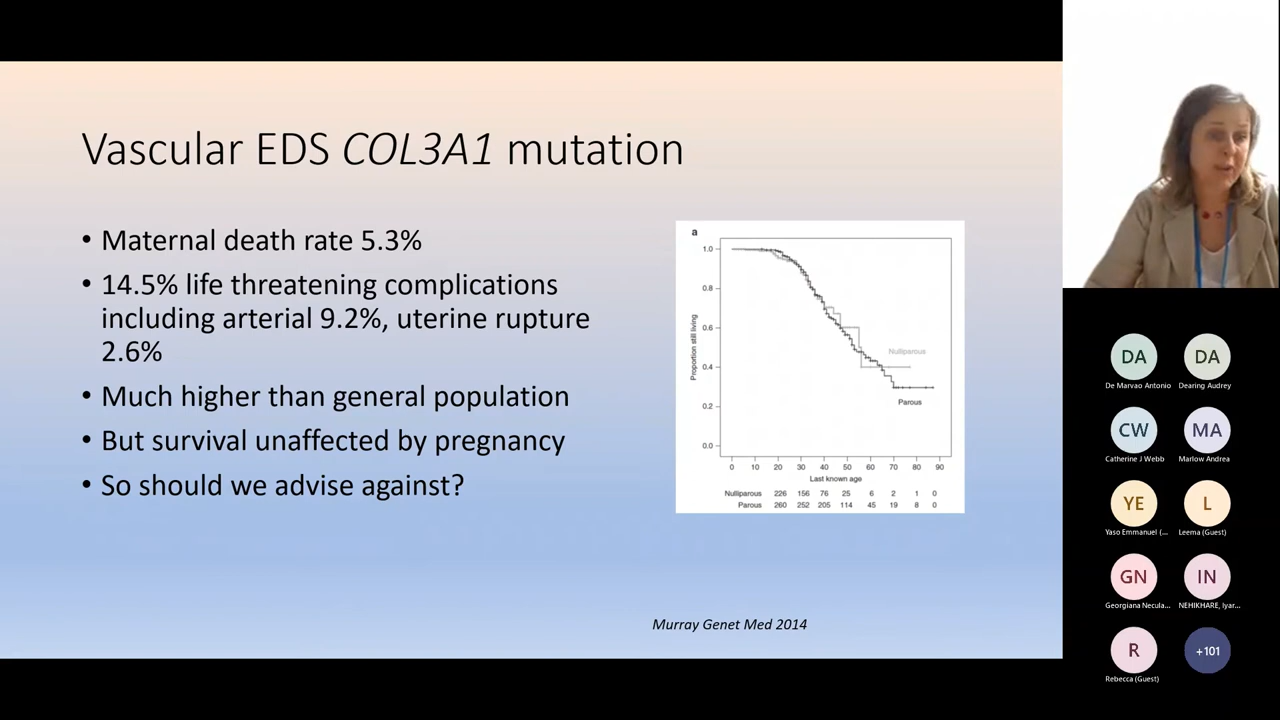 Vascular EDS COL3A1 mutation
• Maternal death rate 5.3%
• 14.5% life threatening complications
including arterial 9.2%, uterine rupture
2.6%
• Much higher than general population
• But survival unaffected by pregnancy
• So should we advise against?
a
Proportion still living
1.0
0.8
0.6
0.4
0.2
0.0
Nulliparous
Parous
0 10 20 30 40 50 60 70 80 90
Last known age
Nulliparous 226 156 76 25 6 2 1 0
Parous 260 252 205 114 45 19 8 0
Murray Genet Med 2014
DA
De Marvao Antonio
DA
Dearing Audrey
CW
Catherine J Webb
MA
Marlow Andrea
YE
Yaso Emmanuel (...
L
Leema (Guest)
GN
Georgiana Necula...
IN
NEHIKHARE, Iyar...
R
Rebecca (Guest)
+101